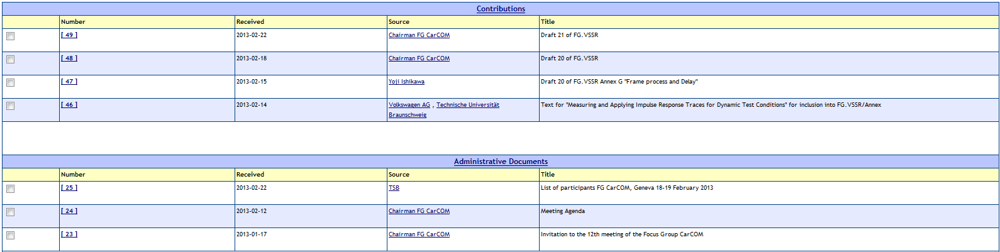 Contributions
Number Received Source Title
[ 49 ] 2013-02-22 Chairman FG CarCOM Draft 21 of FG.VSSR
[ 48 ] 2013-02-18 Chairman FG CarCOM Draft 20 of FG.VSSR
[ 47 ] 2013-02-15 Yoji Ishikawa Draft 20 of FG.VSSR Annex G "Frame process and Delay"
[ 46 ] 2013-02-14 Volkswagen AG , Technische Universität Text for "Measuring and Applying Impulse Response Traces for Dynamic Test Conditions" for inclusion into FG.VSSR/Annex
Braunschweig
Administrative Documents
Number Received Source Title
[ 25 ] 2013-02-22 TSB List of participants FG CarCOM, Geneva 18-19 February 2013
[ 24 ] 2013-02-12 Chairman FG CarCOM Meeting Agenda
[ 23 ] 2013-01-17 Chairman FG CarCOM Invitation to the 12th meeting of the Focus Group CarCOM